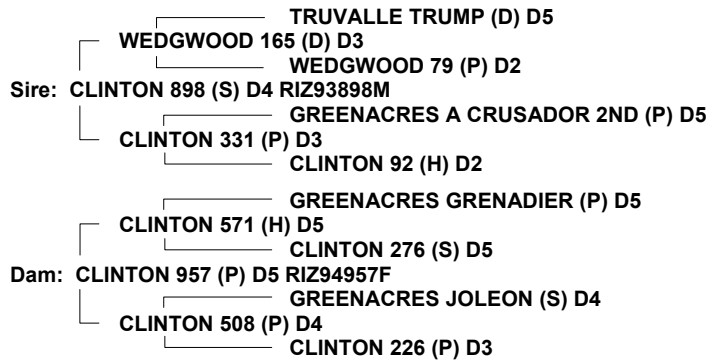 TRUVALLE TRUMP (D) D5
WEDGWOOD 165 (D) D3
WEDGWOOD 79 (P) D2
Sire: CLINTON 898 (S) D4 RIZ93898M
GREENACRES A CRUSADOR 2ND (P) D5
CLINTON 331 (P) D3
CLINTON 92 (H) D2
GREENACRES GRENADIER (P) D5
CLINTON 571 (H) D5
CLINTON 276 (S) D5
Dam: CLINTON 957 (P) D5 RIZ94957F
GREENACRES JOLEON (S) D4
CLINTON 508 (P) D4
CLINTON 226 (P) D3